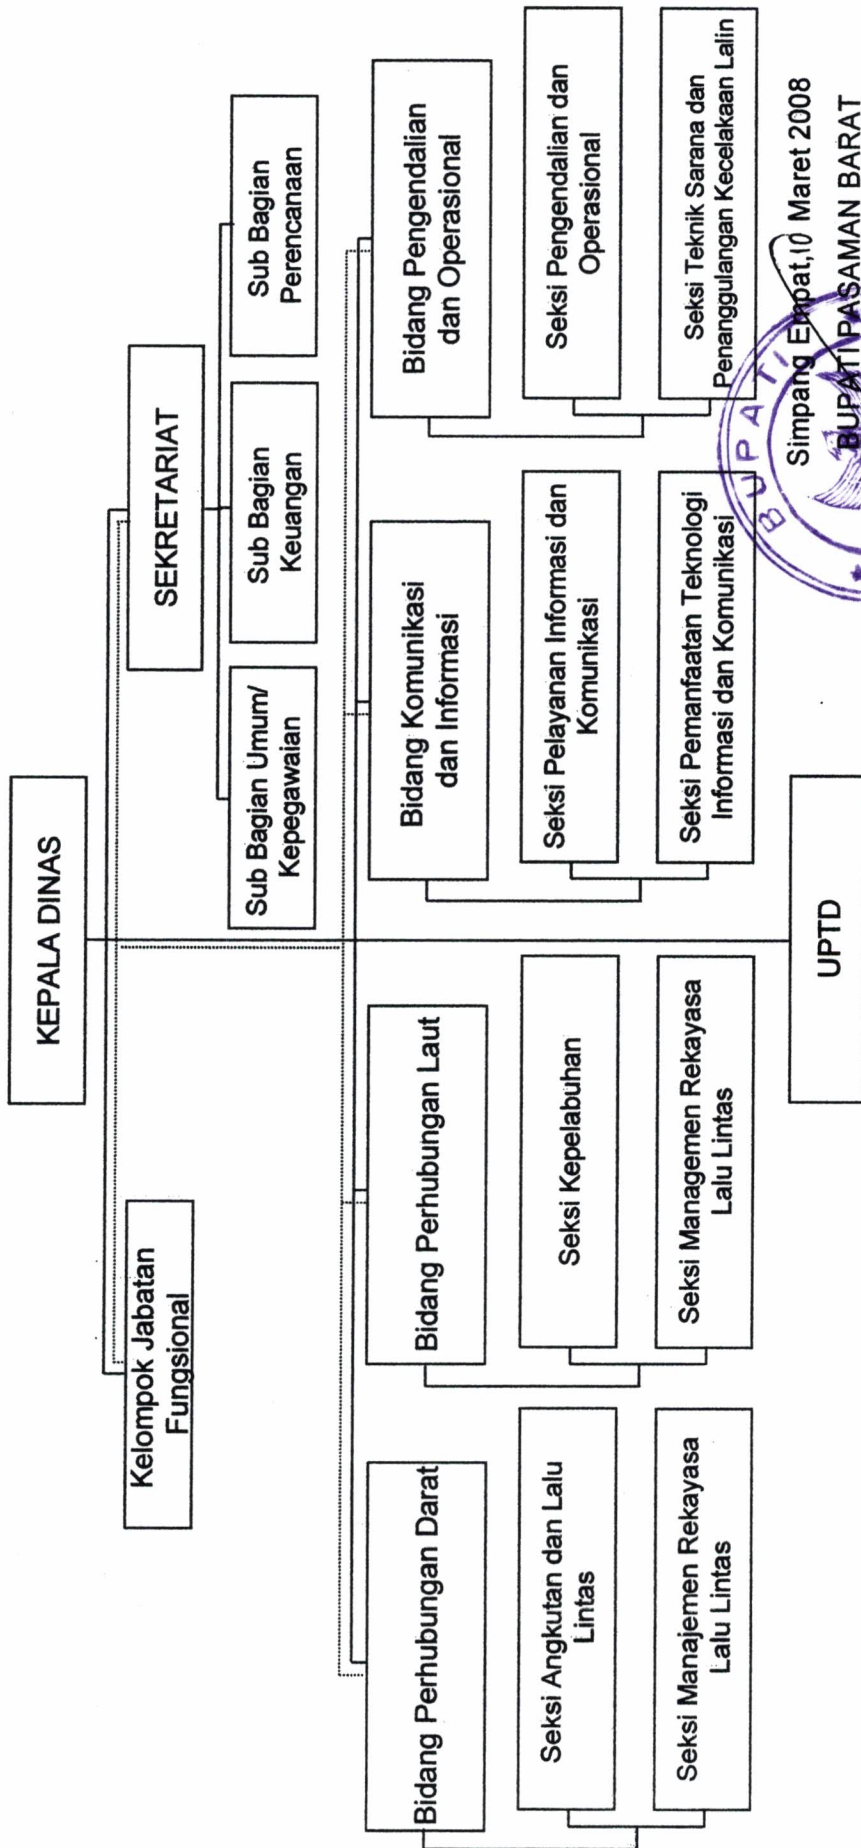 KEPALA DINAS
Kelompok Jabatan
Fungsional
SEKRETARIAT
Sub Bagian Umum/
Kepegawaian
Sub Bagian
Keuangan
Sub Bagian
Perencanaan
Bidang Perhubungan Darat
Bidang Perhubungan Laut
Bidang Komunikasi
dan Informasi
Bidang Pengendalian
dan Operasional
Seksi Angkutan dan Lalu
Lintas
Seksi Kepelabuhan
Seksi Pelayanan Informasi dan
Komunikasi
Seksi Pengendalian dan
Operasional
Seksi Manajemen Rekayasa
Lalu Lintas
Seksi Managemen Rekayasa
Lalu Lintas
Seksi Pemanfaatan Teknologi
Informasi dan Komunikasi
Seksi Teknik Sarana dan
Penanggulangan Kecelakaan Lalin
UPTD
Simpang Empat,10 Maret 2008
BUPATI PASAMAN BARAT
BUPATI